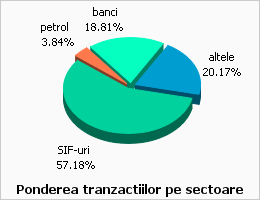 banci
18.81%
petrol
3.84%
altele
20.17%
SIF-uri
57.18%
Ponderea tranzactiilor pe sectoare